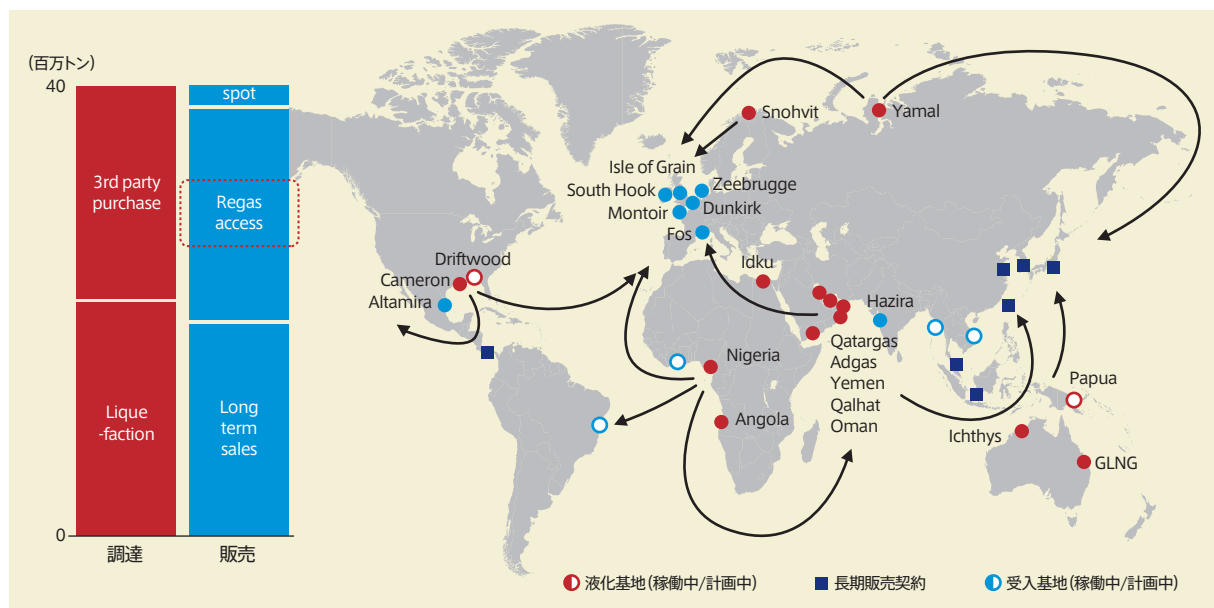 (百万トン)
40
0
3rd party
purchase
Lique
-faction
調達
spot
Regas
access
Long
term
sales
販売
Snohvit
Yamal
Isle of Grain
South Hook
Zeebrugge
Montoir
Dunkirk
Fos
Driftwood
Cameron
Altamira
Idku
Hazira
Qatargas
Adgas
Yemen
Qalhat
Oman
Nigeria
Angola
Papua
Ichthys
GLNG
液化基地(稼働中/計画中)
長期販売契約
受入基地(稼働中/計画中)